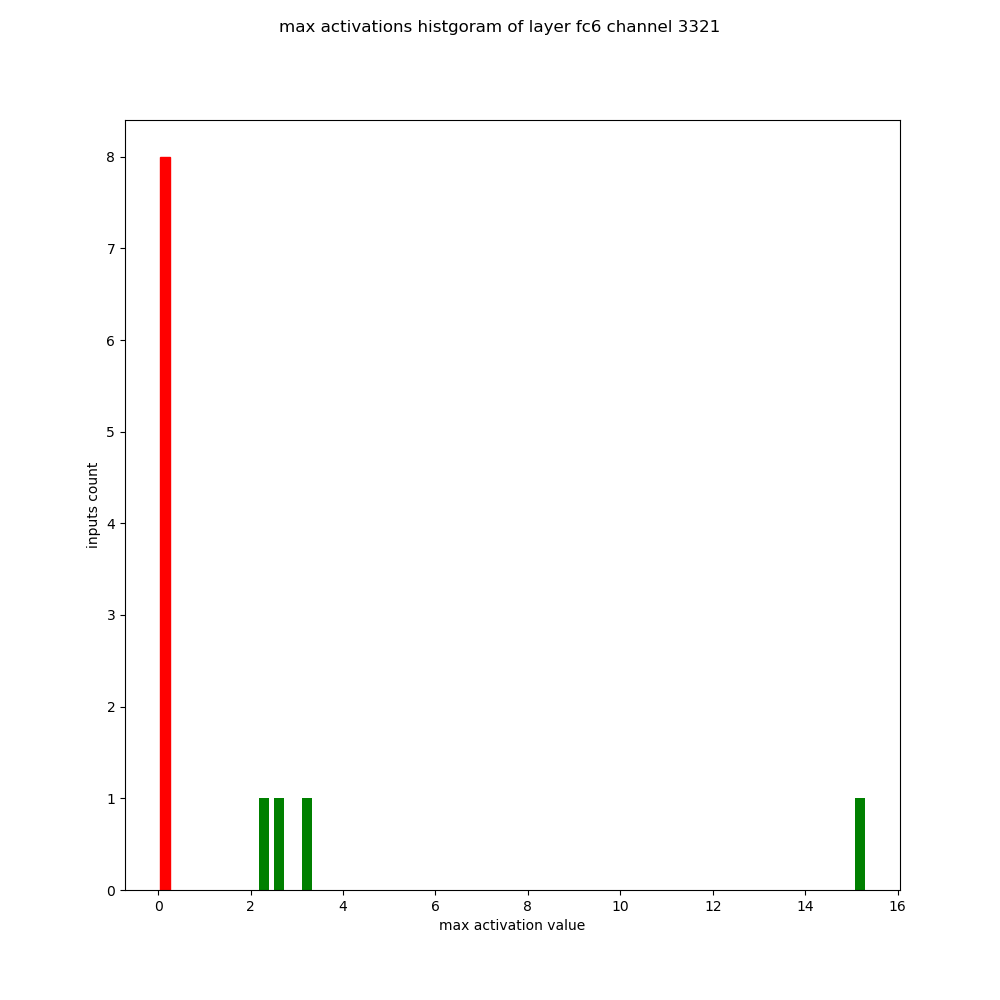 max activations histgoram of layer fc6 channel 3321
8
7
6
5
4
3
2
1
0
inputs count
0 2 4 6 8 10 12 14 16
max activation value